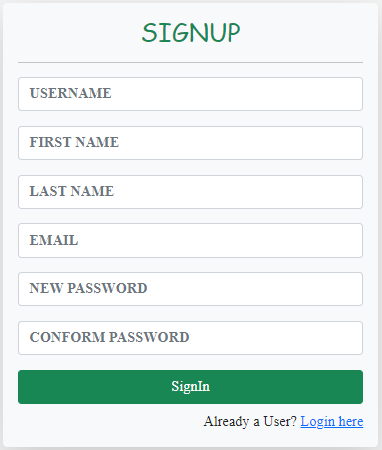 SIGNUP
USERNAME
FIRST NAME
LAST NAME
EMAIL
NEW PASSWORD
CONFORM PASSWORD
SignIn
Already a User? Login here